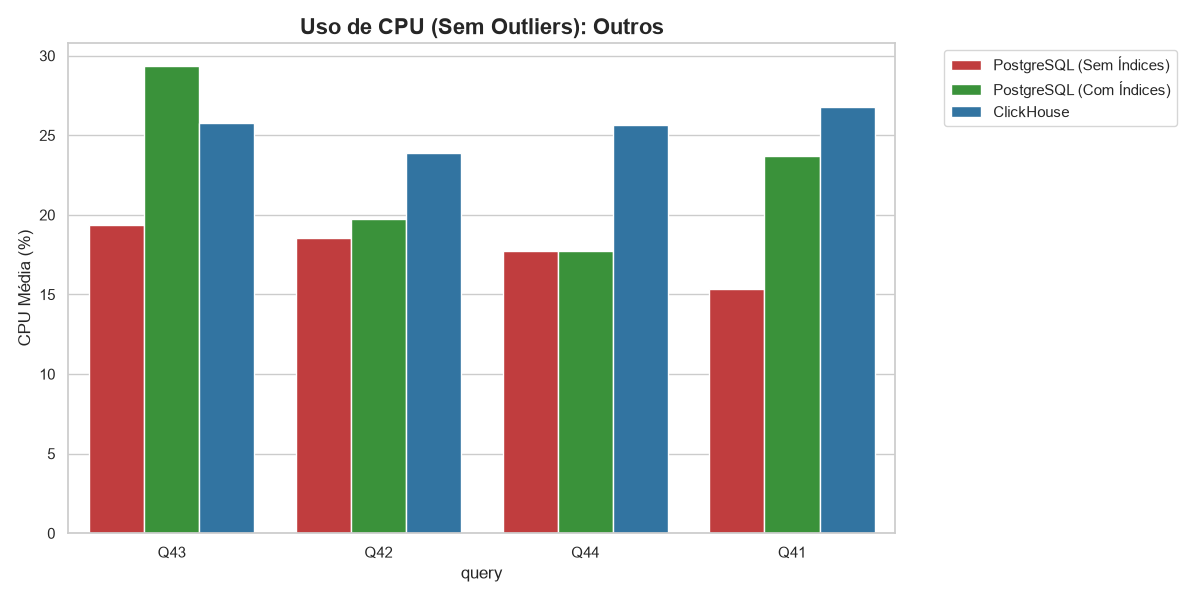 Uso de CPU (Sem Outliers): Outros
PostgreSQL (Sem Índices)
PostgreSQL (Com Índices)
ClickHouse
CPU Média (%)
30
25
20
15
10
5
0
Q43
Q42
Q44
Q41
query